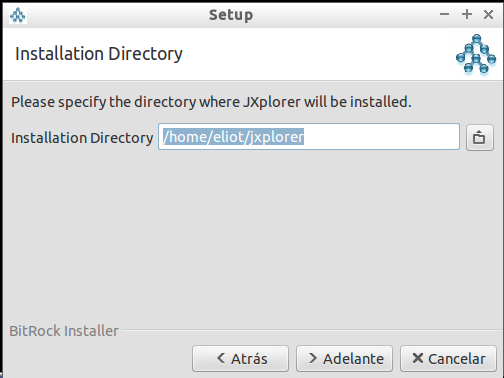 Setup
Installation Directory
Please specify the directory where JXplorer will be installed.
Installation Directory /home/eliot/jxplorer
BitRock Installer
Atrás Adelante Cancelar